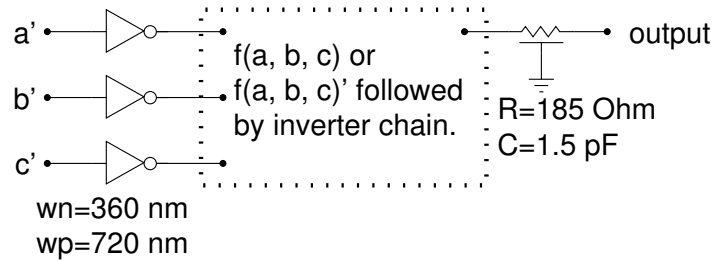 a’
output
f(a, b, c) or
f(a, b, c)’ followed
by inverter chain.
b’
R=185 Ohm
C=1.5 pF
c’
wn=360 nm
wp=720 nm